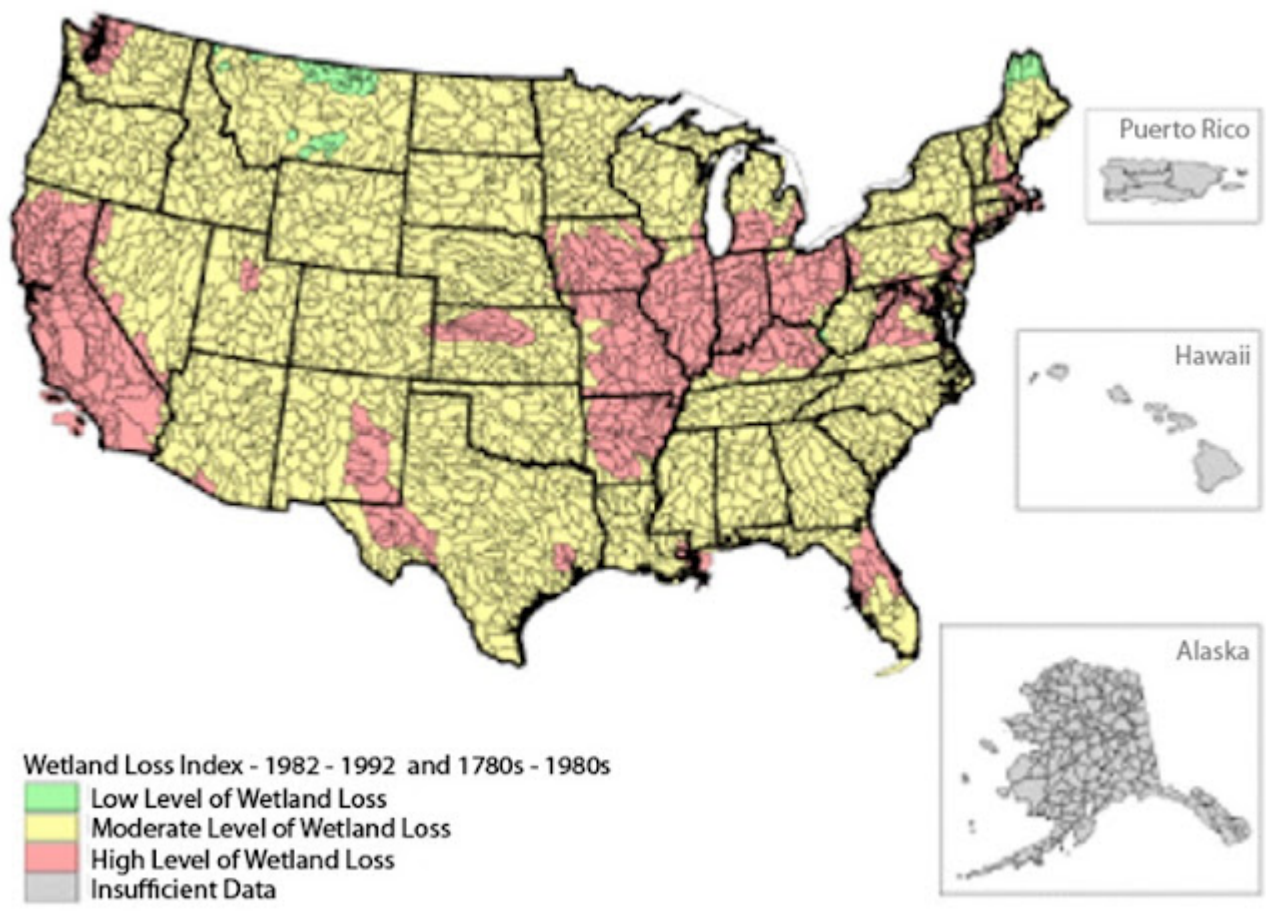 Puerto Rico
Hawaii
Alaska
Wetland Loss Index - 1982 - 1992 and 1780s - 1980s
Low Level of Wetland Loss
Moderate Level of Wetland Loss
High Level of Wetland Loss
Insufficient Data